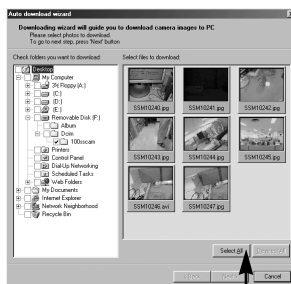 Auto download wizard
Downloading wizard will guide you to download camera images to PC
Please select photos to download.
To go to next step, press 'Next' button
Check folders you want to download:
Select files to download:
Desktop
My Computer
3½ Floppy (A:)
(C:)
(D:)
(E:)
Removable Disk (F:)
Album
Dcim
100sscam
Printers
Control Panel
Dial-Up Networking
Scheduled Tasks
Web Folders
My Documents
Internet Explorer
Network Neighborhood
Recycle Bin
SSM10240.jpg
SSM10241.jpg
SSM10242.jpg
SSM10243.jpg
SSM10244.jpg
SSM10245.jpg
SSM10246.avi
SSM10247.jpg
Select All
Deselect All
< Back
Next >
Cancel